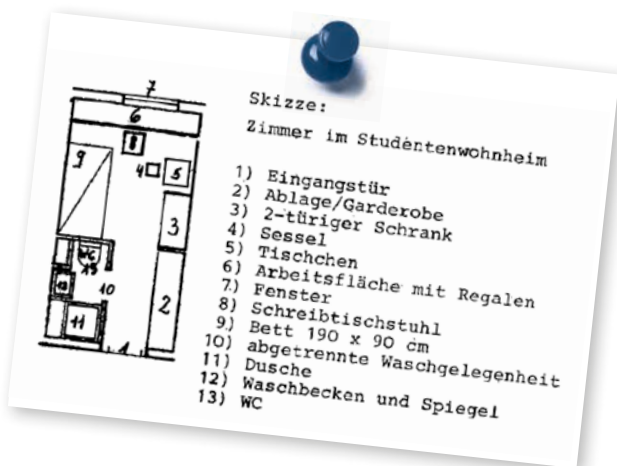 Skizze:
Zimmer im Studentenwohnheim
1) Eingangstür
2) Ablage/Garderobe
3) 2-türiger Schrank
4) Sessel
5) Tischchen
6) Arbeitsfläche mit Regalen
7) Fenster
8) Schreibtischstuhl
9) Bett 190 x 90 cm
10) abgetrennte Waschgelegenheit
11) Dusche
12) Waschbecken und Spiegel
13) WC
7
6
8
9
4
5
3
WC
13
12
10
2
11
1